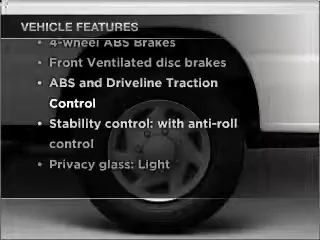 VEHICLE FEATURES
• 4-wheel ABS Brakes
• Front Ventilated disc brakes
• ABS and Driveline Traction
Control
• Stability control: with anti-roll
control
• Privacy glass: Light